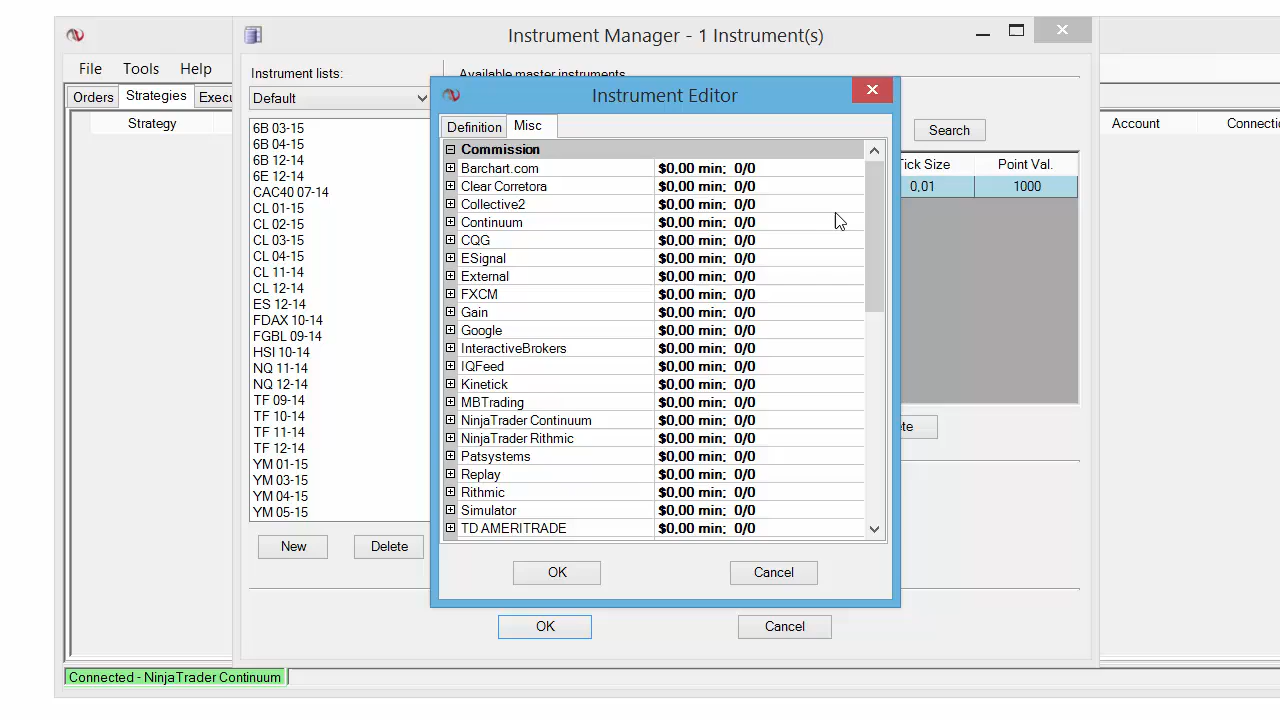 Instrument Manager - 1 Instrument(s)
File Tools Help
Instrument lists:
Available master instruments
Default
Orders Strategies
Strategy
Account
Search
Tick Size Point Val.
0.01 1000
6B 03-15
6B 04-15
6B 12-14
6E 12-14
CAC40 07-14
CL 01-15
CL 02-15
CL 03-15
CL 04-15
CL 11-14
CL 12-14
ES 12-14
FDAX 10-14
FGBL 09-14
HSI 10-14
NQ 11-14
NQ 12-14
TF 09-14
TF 10-14
TF 11-14
TF 12-14
YM 01-15
YM 03-15
YM 04-15
YM 05-15
New Delete
Instrument Editor
Definition Misc
Commission
Barchart.com $0.00 min: 0/0
Clear Corretora $0.00 min: 0/0
Collective2 $0.00 min: 0/0
Continuum $0.00 min: 0/0
CQG $0.00 min: 0/0
ESignal $0.00 min: 0/0
External $0.00 min: 0/0
FXCM $0.00 min: 0/0
Gain $0.00 min: 0/0
Google $0.00 min: 0/0
InteractiveBrokers $0.00 min: 0/0
IQFeed $0.00 min: 0/0
Kinetick $0.00 min: 0/0
MBTrading $0.00 min: 0/0
NinjaTrader Continuum $0.00 min: 0/0
NinjaTrader Rithmic $0.00 min: 0/0
Patsystems $0.00 min: 0/0
Replay $0.00 min: 0/0
Rithmic $0.00 min: 0/0
Simulator $0.00 min: 0/0
TD AMERITRADE $0.00 min: 0/0
OK Cancel
OK Cancel
Connected - NinjaTrader Continuum